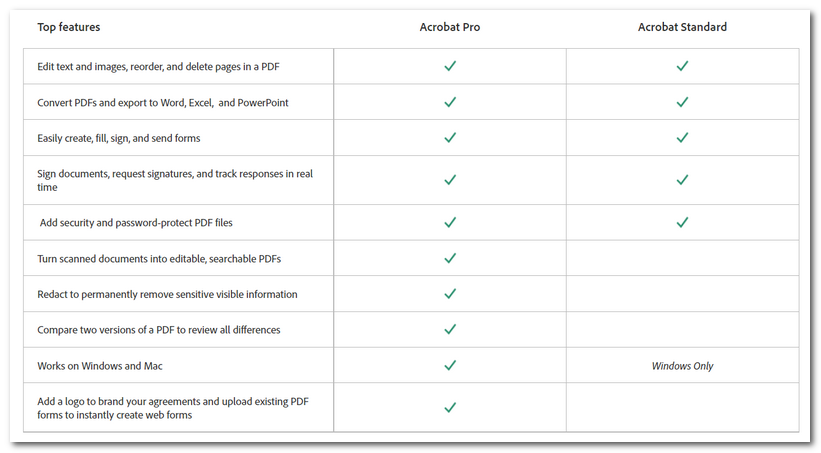 Top features Acrobat Pro Acrobat Standard
Edit text and images, reorder, and delete pages in a PDF
Convert PDFs and export to Word, Excel, and PowerPoint
Easily create, fill, sign, and send forms
Sign documents, request signatures, and track responses in real
time
Add security and password-protect PDF files
Turn scanned documents into editable, searchable PDFs
Redact to permanently remove sensitive visible information
Compare two versions of a PDF to review all differences
Works on Windows and Mac Windows Only
Add a logo to brand your agreements and upload existing PDF
forms to instantly create web forms